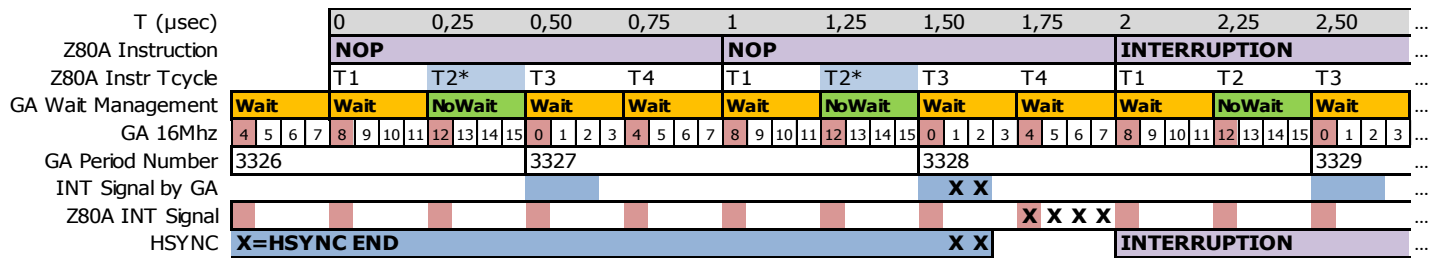 T (µsec) 0 0,25 0,50 0,75 1 1,25 1,50 1,75 2 2,25 2,50 ...
Z80A Instruction NOP NOP INTERRUPTION ...
Z80A Instr Tcycle T1 T2* T3 T4 T1 T2* T3 T4 T1 T2 T3 ...
GA Wait Management Wait Wait NoWait Wait Wait Wait NoWait Wait Wait Wait NoWait Wait ...
GA 16Mhz 4 5 6 7 8 9 10 11 12 13 14 15 0 1 2 3 4 5 6 7 8 9 10 11 12 13 14 15 0 1 2 3 4 5 6 7 8 9 10 11 12 13 14 15 0 1 2 3 ...
GA Period Number 3326 3327 3328 3329 ...
INT Signal by GA X X ...
Z80A INT Signal X X X X ...
HSYNC X=HSYNC END X X INTERRUPTION ...